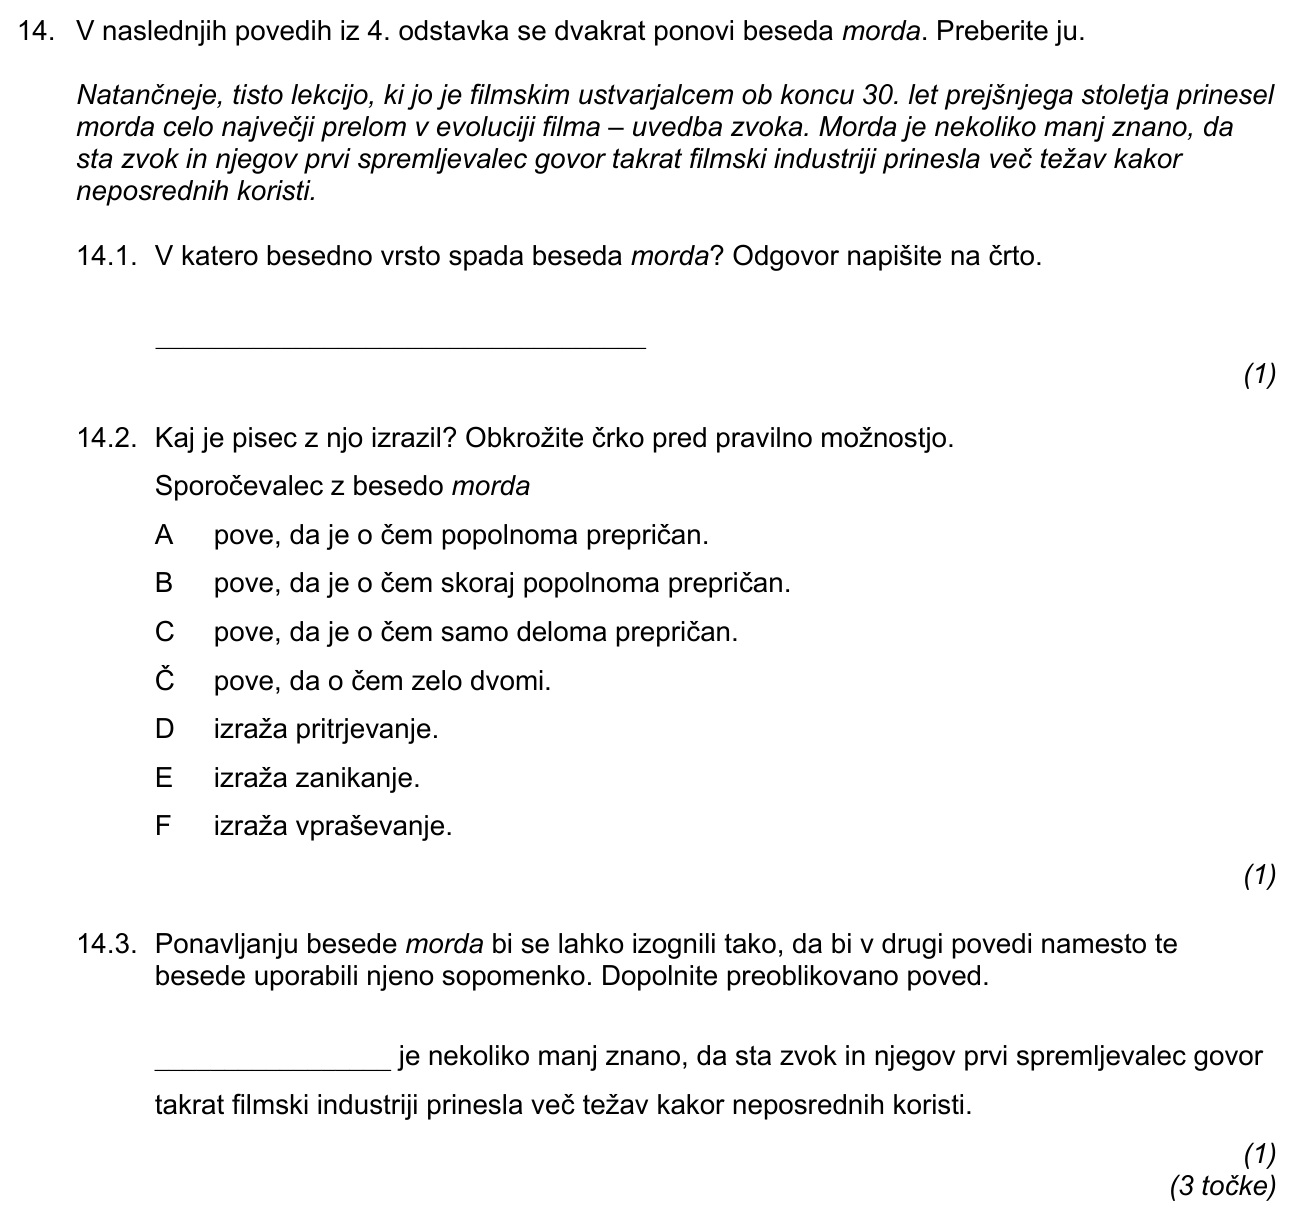 14. V naslednjih povedih iz 4. odstavka se dvakrat ponovi beseda morda. Preberite ju.
Natančneje, tisto lekcijo, ki jo je filmskim ustvarjalcem ob koncu 30. let prejšnjega stoletja prinesel
morda celo največji prelom v evoluciji filma – uvedba zvoka. Morda je nekoliko manj znano, da
sta zvok in njegov prvi spremljevalec govor takrat filmski industriji prinesla več težav kakor
neposrednih koristi.
14.1. V katero besedno vrsto spada beseda morda? Odgovor napišite na črto.
(1)
14.2. Kaj je pisec z njo izrazil? Obkrožite črko pred pravilno možnostjo.
Sporočevalec z besedo morda
A pove, da je o čem popolnoma prepričan.
B pove, da je o čem skoraj popolnoma prepričan.
C pove, da je o čem samo deloma prepričan.
Č pove, da o čem zelo dvomi.
D izraža pritrjevanje.
E izraža zanikanje.
F izraža vpraševanje.
(1)
14.3. Ponavljanju besede morda bi se lahko izognili tako, da bi v drugi povedi namesto te
besede uporabili njeno sopomenko. Dopolnite preoblikovano poved.
je nekoliko manj znano, da sta zvok in njegov prvi spremljevalec govor
takrat filmski industriji prinesla več težav kakor neposrednih koristi.
(1)
(3 točke)